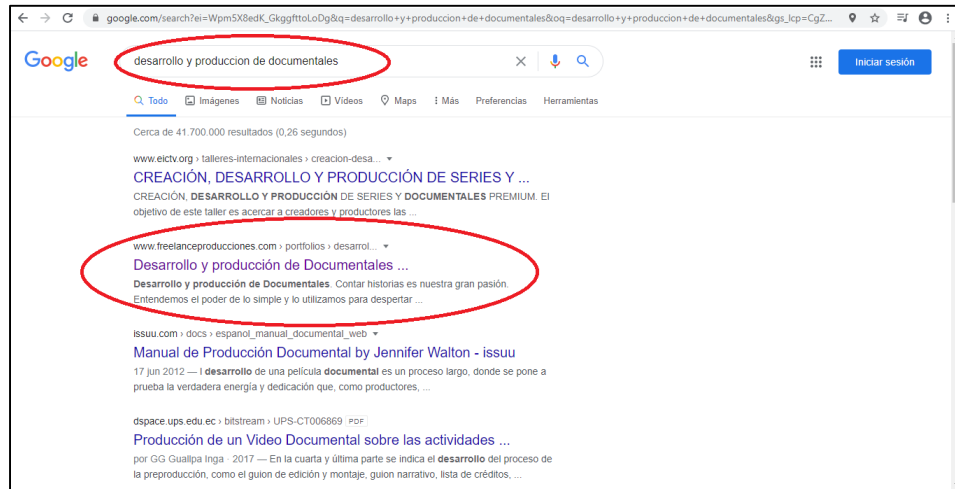 google.com/search?ei=Wpm5X8edK_GkggfttoLoDg&q=desarrollo+y+produccion+de+documentales&oq=desarrollo+y+produccion+de+documentales&gs_lcp=CgZ...
Google
desarrollo y produccion de documentales
Iniciar sesión
Todo Imágenes Noticias Vídeos Maps Más Preferencias Herramientas
Cerca de 41.700.000 resultados (0,26 segundos)
www.eictv.org › talleres-internacionales › creacion-desa...
CREACIÓN, DESARROLLO Y PRODUCCIÓN DE SERIES Y ...
CREACIÓN, DESARROLLO Y PRODUCCIÓN DE SERIES Y DOCUMENTALES PREMIUM. El
objetivo de este taller es acercar a creadores y productores las ...
www.freelanceproducciones.com › portfolios › desarrol...
Desarrollo y producción de Documentales ...
Desarrollo y producción de Documentales. Contar historias es nuestra gran pasión.
Entendemos el poder de lo simple y lo utilizamos para despertar ...
issuu.com › docs › espanol_manual_documental_web
Manual de Producción Documental by Jennifer Walton - issuu
17 jun 2012 — l desarrollo de una película documental es un proceso largo, donde se pone a
prueba la verdadera energía y dedicación que, como productores, ...
dspace.ups.edu.ec › bitstream › UPS-CT006869 PDF
Producción de un Video Documental sobre las actividades ...
por GG Guallpa Inga · 2017 — En la cuarta y última parte se indica el desarrollo del proceso de
la preproducción, como el guion de edición y montaje, guion narrativo, lista de créditos, ...